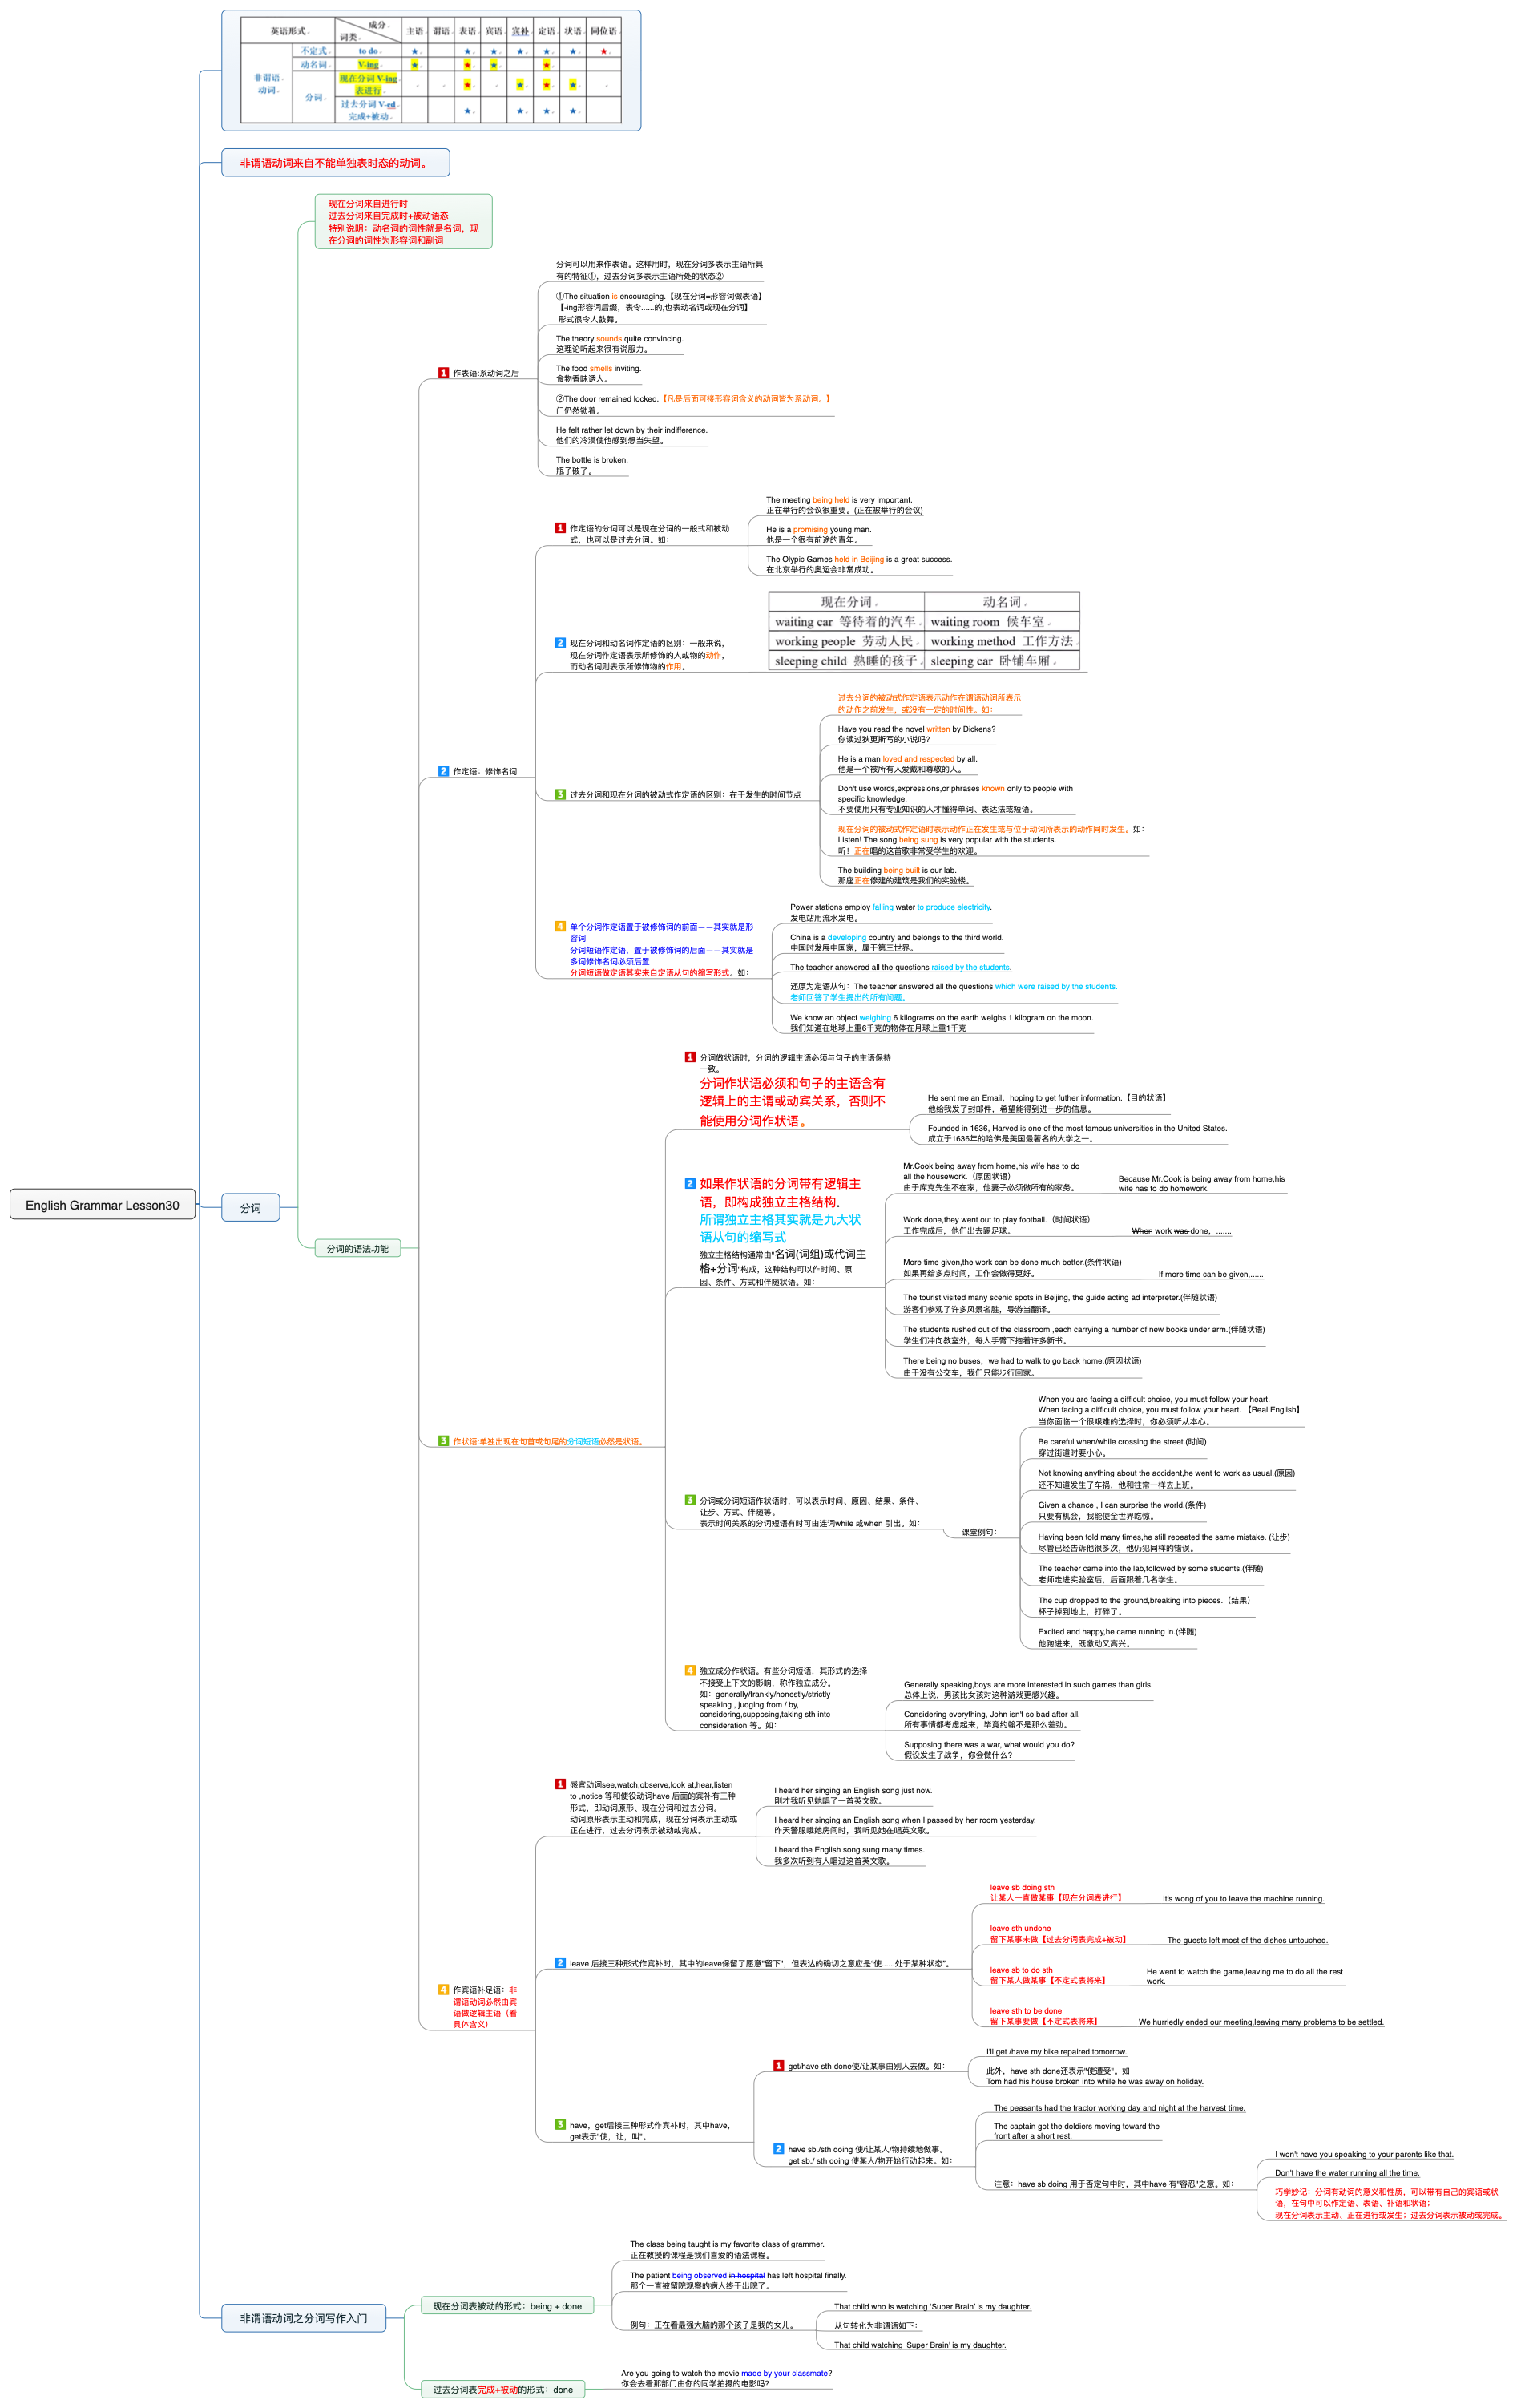 英语形式 成分 词类 主语 谓语 表语 宾语 宾补 定语 状语 同位语
非谓语动词 不定式 to do ★ ★ ★ ★ ★ ★ ★
动名词 V-ing ★ ★ ★ ★
分词 现在分词 V-ing 表进行 ★ ★ ★ ★
过去分词 V-ed 完成+被动 ★ ★ ★ ★
非谓语动词来自不能单独表时态的动词。
现在分词来自进行时
过去分词来自完成时+被动语态
特别说明：动名词的词性就是名词，现
在分词的词性为形容词和副词
English Grammar Lesson30
分词
分词的语法功能
1 作表语:系动词之后
分词可以用来作表语。这样用时，现在分词多表示主语所具
有的特征①，过去分词多表示主语所处的状态②
①The situation is encouraging.【现在分词=形容词做表语】
【-ing形容词后缀，表令......的,也表动名词或现在分词】
形式很令人鼓舞。
The theory sounds quite convincing.
这理论听起来很有说服力。
The food smells inviting.
食物香味诱人。
②The door remained locked.【凡是后面可接形容词含义的动词皆为系动词。】
门仍然锁着。
He felt rather let down by their indifference.
他们的冷漠使他感到想当失望。
The bottle is broken.
瓶子破了。
2 作定语：修饰名词
1 作定语的分词可以是现在分词的一般式和被动
式，也可以是过去分词。如：
The meeting being held is very important.
正在举行的会议很重要。(正在被举行的会议)
He is a promising young man.
他是一个很有前途的青年。
The Olypic Games held in Beijing is a great success.
在北京举行的奥运会非常成功。
2 现在分词和动名词作定语的区别：一般来说，
现在分词作定语表示所修饰的人或物的动作，
而动名词则表示所修饰物的作用。
现在分词 动名词
waiting car 等待着的汽车 waiting room 候车室
working people 劳动人民 working method 工作方法
sleeping child 熟睡的孩子 sleeping car 卧铺车厢
3 过去分词和现在分词的被动式作定语的区别：在于发生的时间节点
过去分词的被动式作定语表示动作在谓语动词所表示
的动作之前发生，或没有一定的时间性。如：
Have you read the novel written by Dickens?
你读过狄更斯写的小说吗?
He is a man loved and respected by all.
他是一个被所有人爱戴和尊敬的人。
Don't use words,expressions,or phrases known only to people with
specific knowledge.
不要使用只有专业知识的人才懂得单词、表达法或短语。
现在分词的被动式作定语时表示动作正在发生或与位于动词所表示的动作同时发生。如：
Listen! The song being sung is very popular with the students.
听！正在唱的这首歌非常受学生的欢迎。
The building being built is our lab.
那座正在修建的建筑是我们的实验楼。
4 单个分词作定语置于被修饰词的前面——其实就是形
容词
分词短语作定语，置于被修饰词的后面——其实就是
多词修饰名词必须后置
分词短语做定语其实来自定语从句的缩写形式。如：
Power stations employ falling water to produce electricity.
发电站用流水发电。
China is a developing country and belongs to the third world.
中国时发展中国家，属于第三世界。
The teacher answered all the questions raised by the students.
还原为定语从句：The teacher answered all the questions which were raised by the students.
老师回答了学生提出的所有问题。
We know an object weighing 6 kilograms on the earth weighs 1 kilogram on the moon.
我们知道在地球上重6千克的物体在月球上重1千克
3 作状语:单独出现在句首或句尾的分词短语必然是状语。
1 分词做状语时，分词的逻辑主语必须与句子的主语保持
一致。
分词作状语必须和句子的主语含有
逻辑上的主谓或动宾关系，否则不
能使用分词作状语。
He sent me an Email，hoping to get futher information.【目的状语】
他给我发了封邮件，希望能得到进一步的信息。
Founded in 1636, Harved is one of the most famous universities in the United States.
成立于1636年的哈佛是美国最著名的大学之一。
2 如果作状语的分词带有逻辑主
语，即构成独立主格结构.
所谓独立主格其实就是九大状
语从句的缩写式
独立主格结构通常由"名词(词组)或代词主
格+分词"构成，这种结构可以作时间、原
因、条件、方式和伴随状语。如：
Mr.Cook being away from home,his wife has to do
all the housework.（原因状语）
由于库克先生不在家，他妻子必须做所有的家务。
Because Mr.Cook is being away from home,his
wife has to do homework.
Work done,they went out to play football.（时间状语）
工作完成后，他们出去踢足球。
When work was done，.......
More time given,the work can be done much better.(条件状语)
如果再给多点时间，工作会做得更好。
If more time can be given,......
The tourist visited many scenic spots in Beijing, the guide acting ad interpreter.(伴随状语)
游客们参观了许多风景名胜，导游当翻译。
The students rushed out of the classroom ,each carrying a number of new books under arm.(伴随状语)
学生们冲向教室外，每人手臂下抱着许多新书。
There being no buses，we had to walk to go back home.(原因状语)
由于没有公交车，我们只能步行回家。
3 分词或分词短语作状语时，可以表示时间、原因、结果、条件、
让步、方式、伴随等。
表示时间关系的分词短语有时可由连词while 或when 引出。如：
课堂例句：
When you are facing a difficult choice, you must follow your heart.
When facing a difficult choice, you must follow your heart. 【Real English】
当你面临一个很艰难的选择时，你必须听从本心。
Be careful when/while crossing the street.(时间)
穿过街道时要小心。
Not knowing anything about the accident,he went to work as usual.(原因)
还不知道发生了车祸，他和往常一样去上班。
Given a chance , I can surprise the world.(条件)
只要有机会，我能使全世界吃惊。
Having been told many times,he still repeated the same mistake. (让步)
尽管已经告诉他很多次，他仍犯同样的错误。
The teacher came into the lab,followed by some students.(伴随)
老师走进实验室后，后面跟着几名学生。
The cup dropped to the ground,breaking into pieces.（结果）
杯子掉到地上，打碎了。
Excited and happy,he came running in.(伴随)
他跑进来，既激动又高兴。
4 独立成分作状语。有些分词短语，其形式的选择
不接受上下文的影响，称作独立成分。
如：generally/frankly/honestly/strictly
speaking , judging from / by,
considering,supposing,taking sth into
consideration 等。如：
Generally speaking,boys are more interested in such games than girls.
总体上说，男孩比女孩对这种游戏更感兴趣。
Considering everything, John isn't so bad after all.
所有事情都考虑起来，毕竟约翰不是那么差劲。
Supposing there was a war, what would you do?
假设发生了战争，你会做什么?
4 作宾语补足语：非
谓语动词必然由宾
语做逻辑主语（看
具体含义）
1 感官动词see,watch,observe,look at,hear,listen
to ,notice 等和使役动词have 后面的宾补有三种
形式，即动词原形、现在分词和过去分词。
动词原形表示主动和完成，现在分词表示主动或
正在进行，过去分词表示被动或完成。
I heard her singing an English song just now.
刚才我听见她唱了一首英文歌。
I heard her singing an English song when I passed by her room yesterday.
昨天警服哦她房间时，我听见她在唱英文歌。
I heard the English song sung many times.
我多次听到有人唱过这首英文歌。
2 leave 后接三种形式作宾补时，其中的leave保留了愿意"留下"，但表达的确切之意应是"使......处于某种状态"。
leave sb doing sth
让某人一直做某事【现在分词表进行】
It's wong of you to leave the machine running.
leave sth undone
留下某事未做【过去分词表完成+被动】
The guests left most of the dishes untouched.
leave sb to do sth
留下某人做某事【不定式表将来】
He went to watch the game,leaving me to do all the rest
work.
leave sth to be done
留下某事要做【不定式表将来】
We hurriedly ended our meeting,leaving many problems to be settled.
3 have，get后接三种形式作宾补时，其中have,
get表示"使，让，叫"。
1 get/have sth done使/让某事由别人去做。如：
I'll get /have my bike repaired tomorrow.
此外，have sth done还表示"使遭受"。如
Tom had his house broken into while he was away on holiday.
2 have sb./sth doing 使/让某人/物持续地做事。
get sb./ sth doing 使某人/物开始行动起来。如：
The peasants had the tractor working day and night at the harvest time.
The captain got the doldiers moving toward the
front after a short rest.
注意：have sb doing 用于否定句中时，其中have 有"容忍"之意。如：
I won't have you speaking to your parents like that.
Don't have the water running all the time.
巧学妙记：分词有动词的意义和性质，可以带有自己的宾语或状
语，在句中可以作定语、表语、补语和状语；
现在分词表示主动、正在进行或发生；过去分词表示被动或完成。
非谓语动词之分词写作入门
现在分词表被动的形式：being + done
The class being taught is my favorite class of grammer.
正在教授的课程是我们喜爱的语法课程。
The patient being observed in hospital has left hospital finally.
那个一直被留院观察的病人终于出院了。
例句：正在看最强大脑的那个孩子是我的女儿。
That child who is watching 'Super Brain' is my daughter.
从句转化为非谓语如下：
That child watching 'Super Brain' is my daughter.
过去分词表完成+被动的形式：done
Are you going to watch the movie made by your classmate?
你会去看那部门由你的同学拍摄的电影吗?